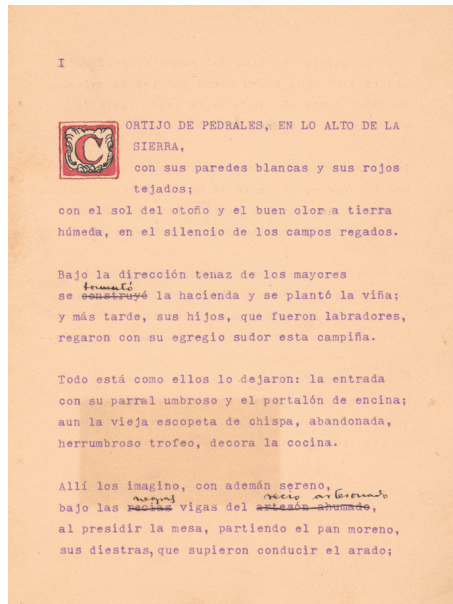 I
CORTIJO DE PEDRALES, EN LO ALTO DE LA
SIERRA,
con sus paredes blancas y sus rojos
tejados;
con el sol del otoño y el buen olor a tierra
húmeda, en el silencio de los campos regados.
Bajo la dirección tenaz de los mayores
fomentó
se construyé la hacienda y se plantó la viña;
y más tarde, sus hijos, que fueron labradores,
regaron con su egregio sudor esta campiña.
Todo está como ellos lo dejaron: la entrada
con su parral umbroso y el portalón de encina;
aun la vieja escopeta de chispa, abandonada,
herrumbroso trofeo, decora la cocina.
Allí los imagino, con ademán sereno,
negras recio artesonado
bajo las recias vigas del artesón ahumado,
al presidir la mesa, partiendo el pan moreno,
sus diestras, que supieron conducir el arado;